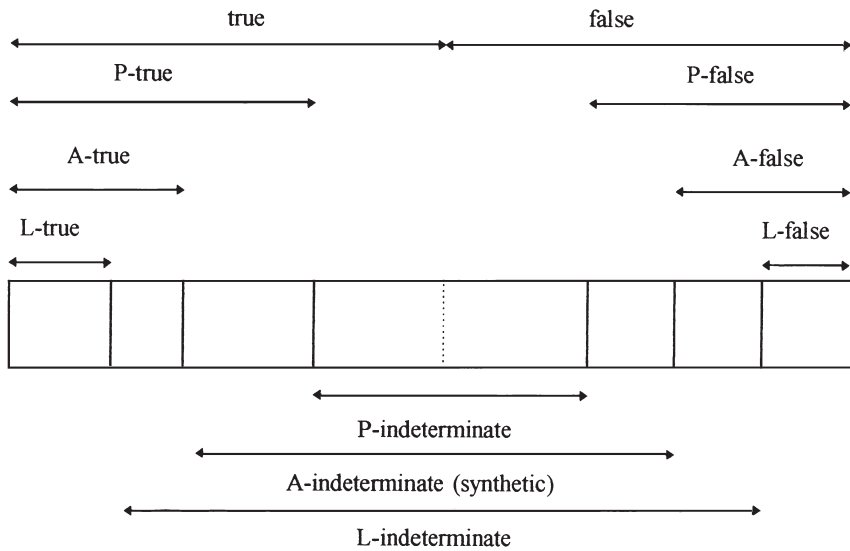 true false
P-true P-false
A-true A-false
L-true L-false
P-indeterminate
A-indeterminate (synthetic)
L-indeterminate